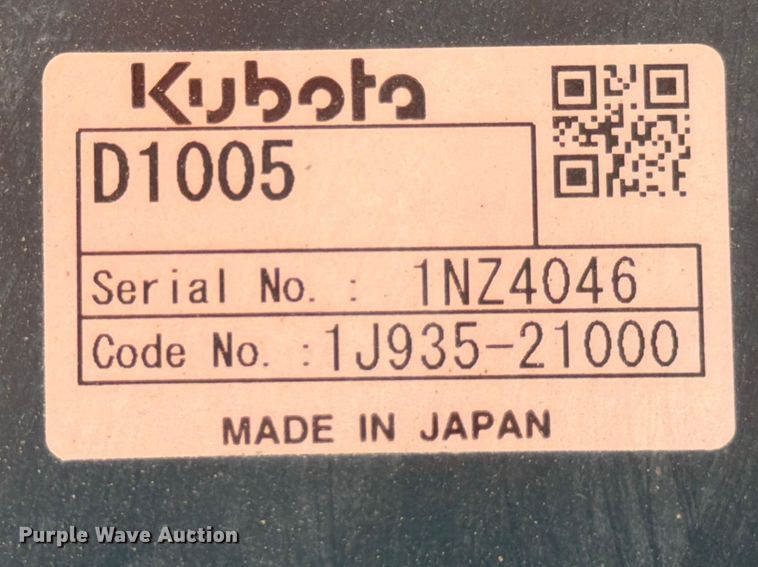 Kubota
D1005
Serial No. : 1NZ4046
Code No. : 1J935-21000
MADE IN JAPAN
Purple Wave Auction